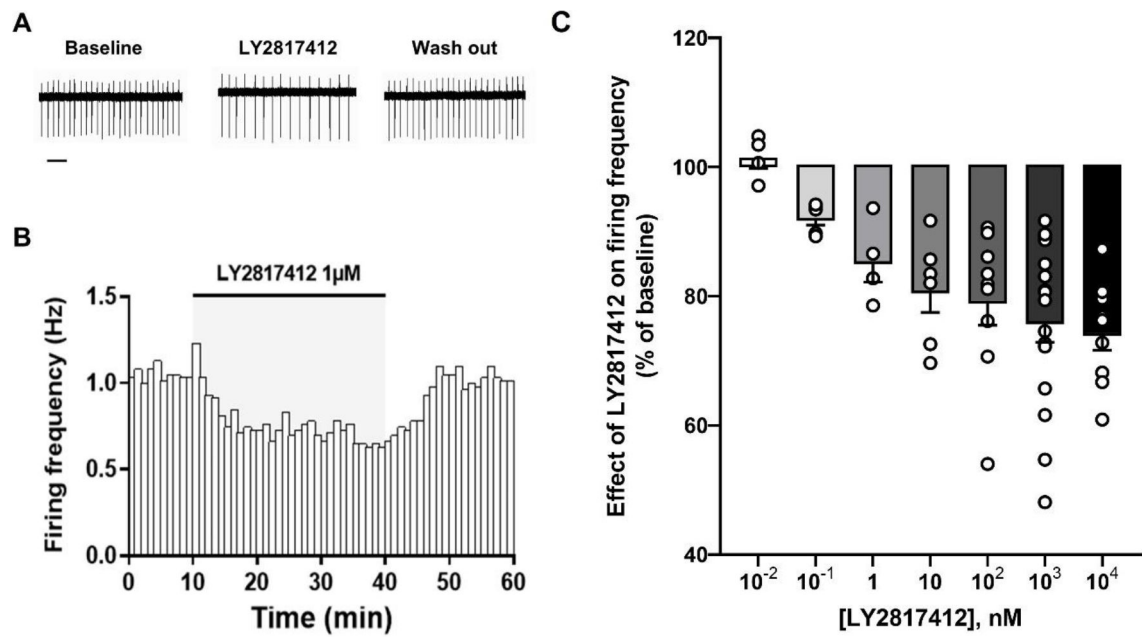 A
Baseline
LY2817412
Wash out
B
LY2817412 1µM
Firing frequency (Hz)
1.5
1.0
0.5
0.0
0
10
20
30
40
50
60
Time (min)
C
Effect of LY2817412 on firing frequency
(% of baseline)
120
100
80
60
40
10⁻²
10⁻¹
1
10
10²
10³
10⁴
[LY2817412], nM